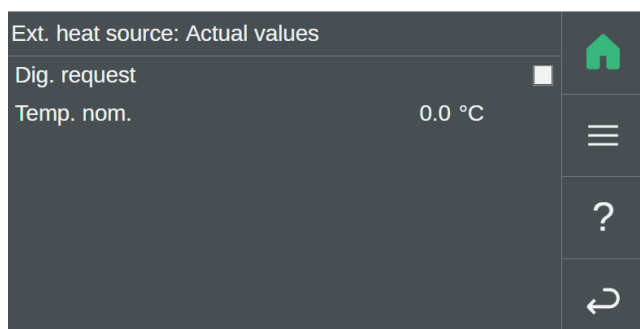 Ext. heat source: Actual values
Dig. request
Temp. nom. 0.0 °C
?